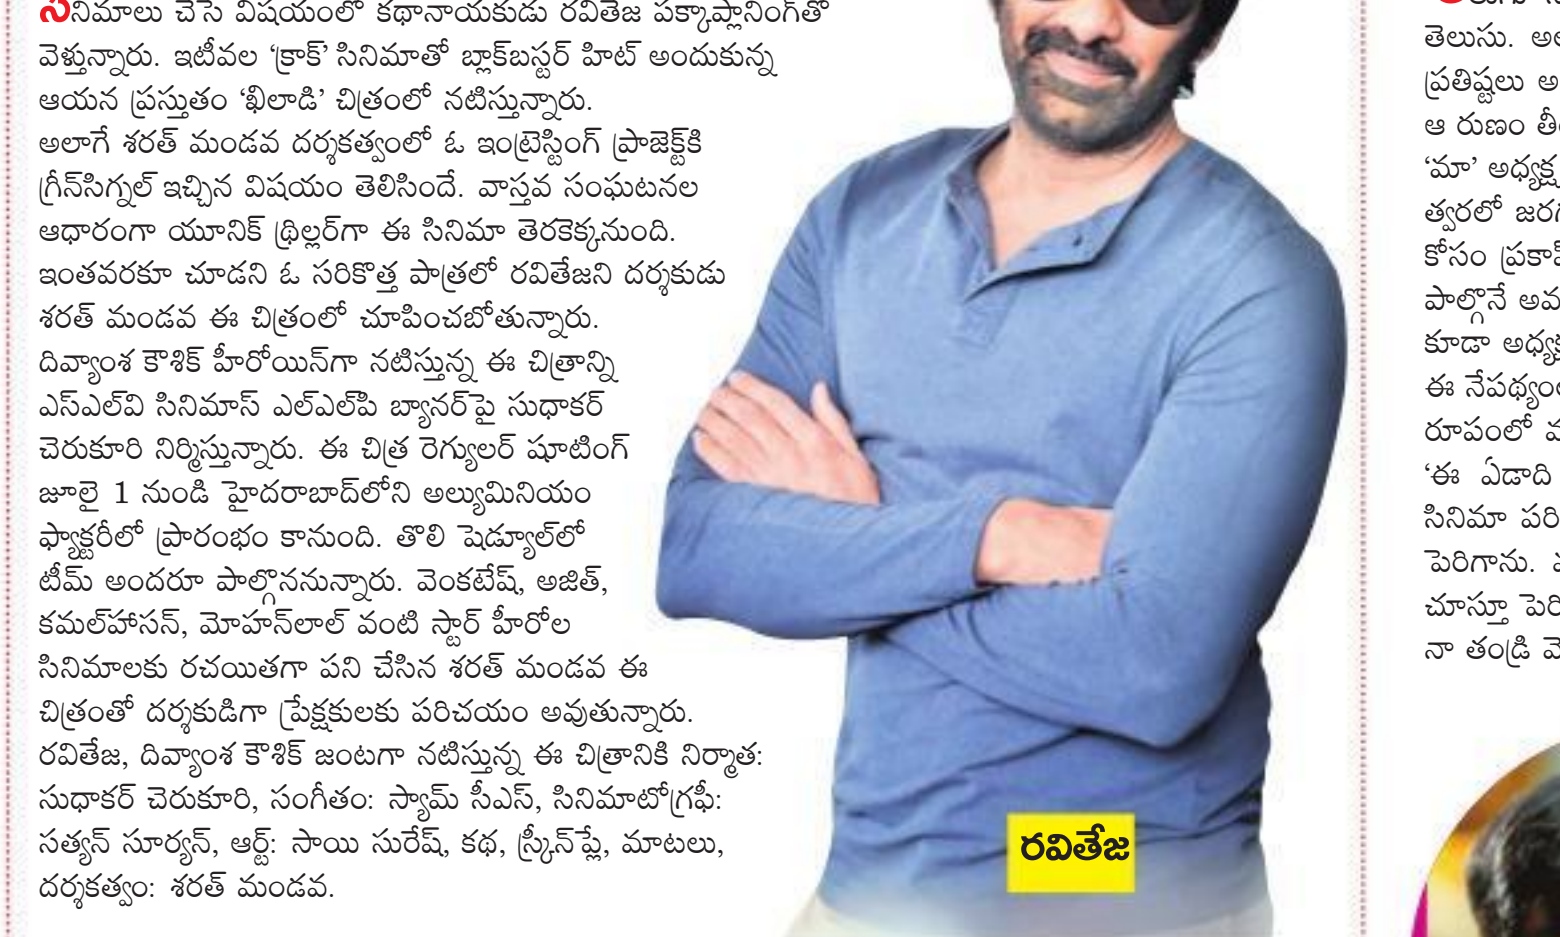 సినిమాలు చేసే విషయంలో కథానాయకుడు రవితేజ పక్కాప్లానింగ్‌తో
వెళ్తున్నారు. ఇటీవల ‘క్రాక్’ సినిమాతో బ్లాక్‌బస్టర్ హిట్ అందుకున్న
ఆయన ప్రస్తుతం ‘ఖిలాడి’ చిత్రంలో నటిస్తున్నారు.
అలాగే శరత్ మండవ దర్శకత్వంలో ఓ ఇంట్రెస్టింగ్ ప్రాజెక్ట్‌కి
గ్రీన్‌సిగ్నల్ ఇచ్చిన విషయం తెలిసిందే. వాస్తవ సంఘటనల
ఆధారంగా యూనిక్ థ్రిల్లర్‌గా ఈ సినిమా తెరకెక్కనుంది.
ఇంతవరకూ చూడని ఓ సరికొత్త పాత్రలో రవితేజని దర్శకుడు
శరత్ మండవ ఈ చిత్రంలో చూపించబోతున్నారు.
దివ్యాంశ కౌశిక్ హీరోయిన్‌గా నటిస్తున్న ఈ చిత్రాన్ని
ఎస్ఎల్‌వి సినిమాస్ ఎల్ఎల్‌పి బ్యానర్‌పై సుధాకర్
చెరుకూరి నిర్మిస్తున్నారు. ఈ చిత్ర రెగ్యులర్ షూటింగ్
జూలై 1 నుండి హైదరాబాద్‌లోని అల్యుమినియం
ఫ్యాక్టరీలో ప్రారంభం కానుంది. తొలి షెడ్యూల్‌లో
టీమ్ అందరూ పాల్గొననున్నారు. వెంకటేష్, అజిత్,
కమల్‌హాసన్, మోహన్‌లాల్ వంటి స్టార్ హీరోల
సినిమాలకు రచయితగా పని చేసిన శరత్ మండవ ఈ
చిత్రంతో దర్శకుడిగా ప్రేక్షకులకు పరిచయం అవుతున్నారు.
రవితేజ, దివ్యాంశ కౌశిక్ జంటగా నటిస్తున్న ఈ చిత్రానికి నిర్మాత:
సుధాకర్ చెరుకూరి, సంగీతం: స్యామ్ సీఎస్, సినిమాటోగ్రఫీ:
సత్యన్ సూర్యన్, ఆర్ట్: సాయి సురేష్, కథ, స్క్రీన్‌ప్లే, మాటలు,
దర్శకత్వం: శరత్ మండవ.
రవితేజ
తెలుసు.
ప్రతిష్టలు
ఆ రుణం
‘మా’
త్వరలో
కోసం
పాల్గొనే
కూడా
ఈ
రూపంలో
‘ఈ ఏడాది
సినిమా
పెరిగాను.
చూస్తూ
నా తండ్రి